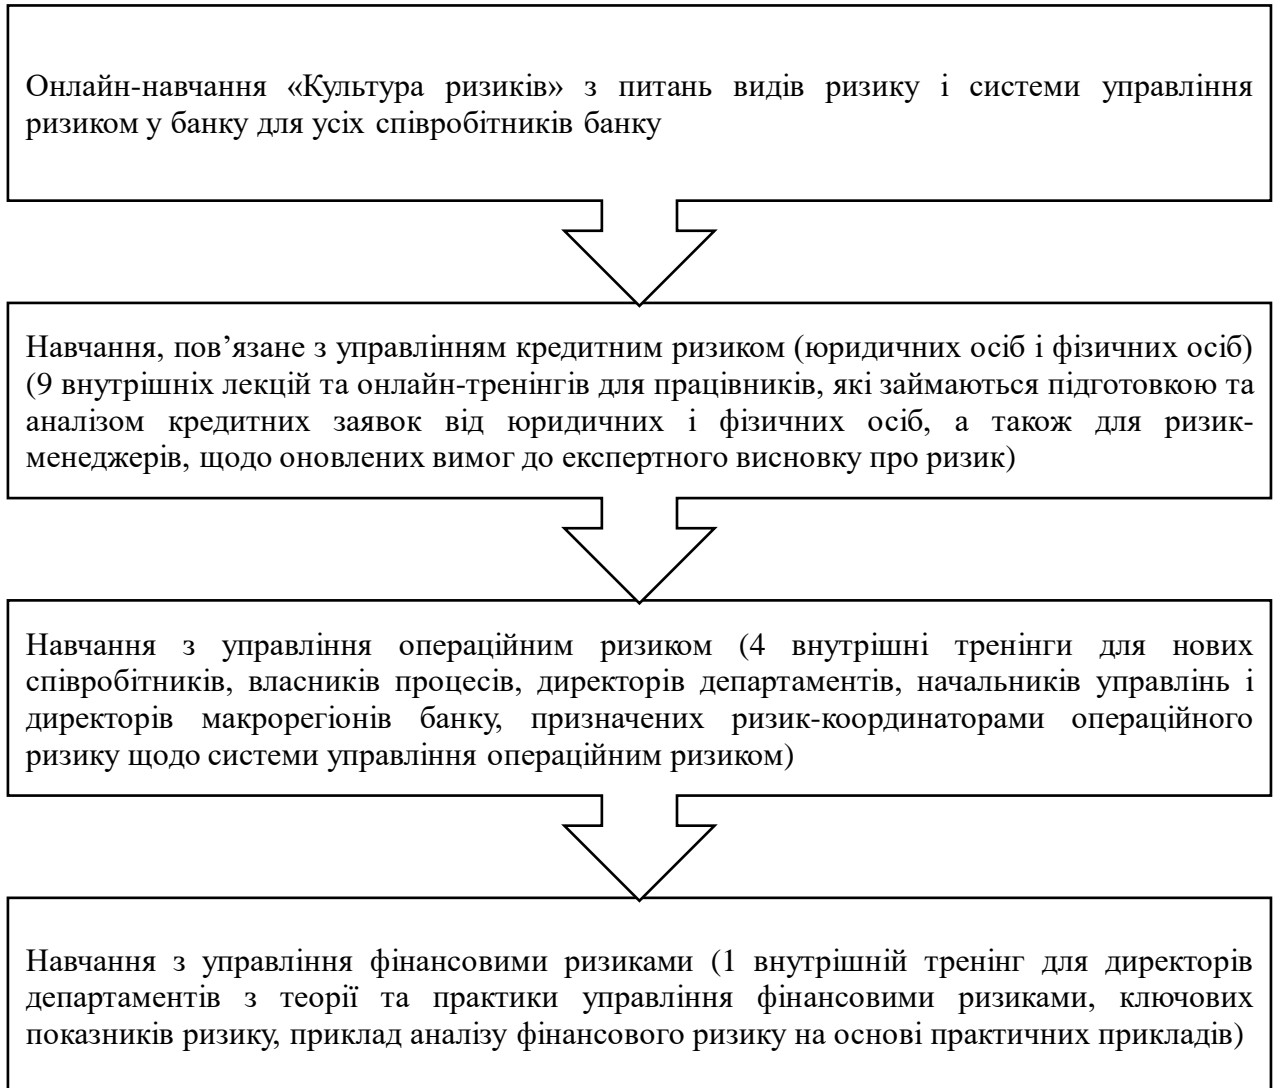 Онлайн-навчання «Культура ризиків» з питань видів ризику і системи управління
ризиком у банку для усіх співробітників банку
Навчання, пов’язане з управлінням кредитним ризиком (юридичних осіб і фізичних осіб)
(9 внутрішніх лекцій та онлайн-тренінгів для працівників, які займаються підготовкою та
аналізом кредитних заявок від юридичних і фізичних осіб, а також для ризик-
менеджерів, щодо оновлених вимог до експертного висновку про ризик)
Навчання з управління операційним ризиком (4 внутрішні тренінги для нових
співробітників, власників процесів, директорів департаментів, начальників управлінь і
директорів макрорегіонів банку, призначених ризик-координаторами операційного
ризику щодо системи управління операційним ризиком)
Навчання з управління фінансовими ризиками (1 внутрішній тренінг для директорів
департаментів з теорії та практики управління фінансовими ризиками, ключових
показників ризику, приклад аналізу фінансового ризику на основі практичних прикладів)